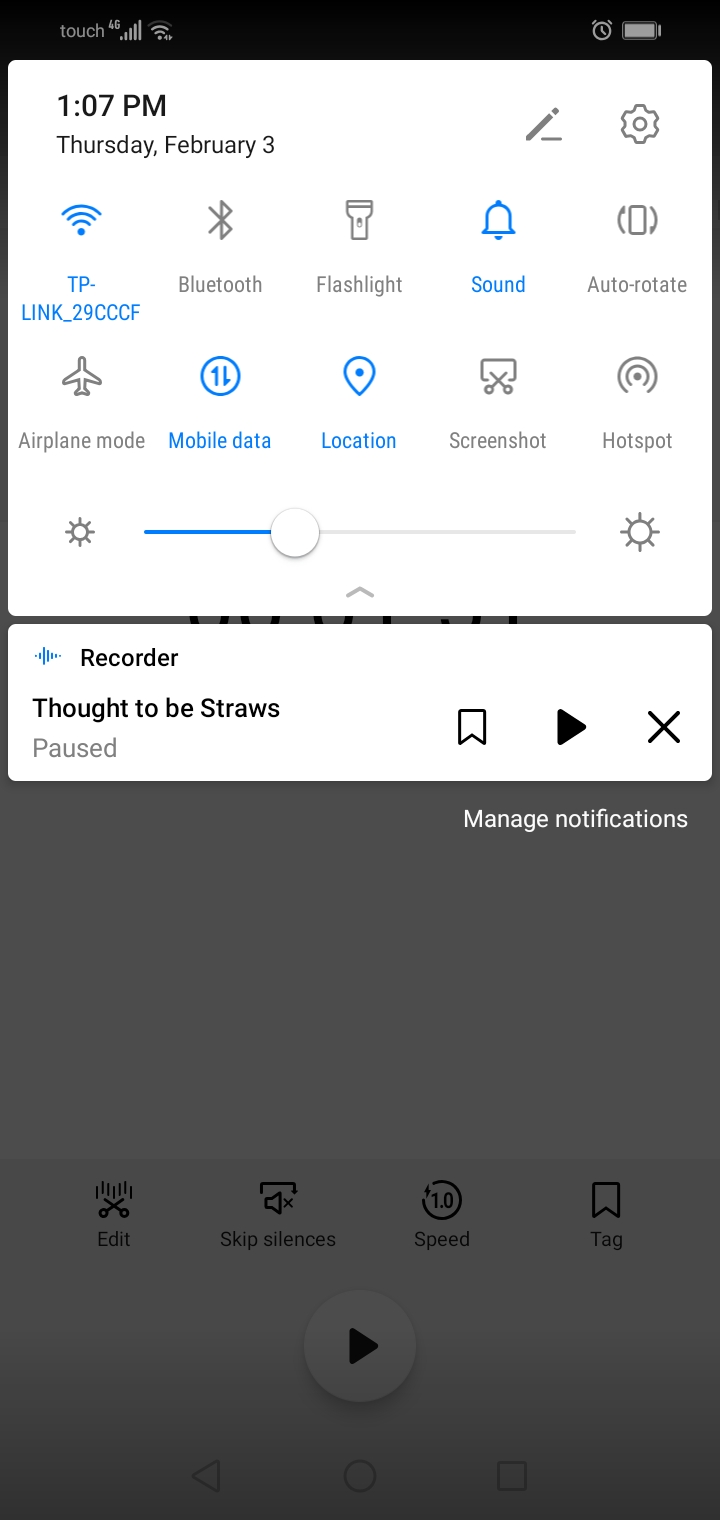 touch 4G
1:07 PM
Thursday, February 3
TP-
LINK_29CCCF
Bluetooth
Flashlight
Sound
Auto-rotate
Airplane mode
Mobile data
Location
Screenshot
Hotspot
Recorder
Thought to be Straws
Paused
Manage notifications
1.0
Edit
Skip silences
Speed
Tag